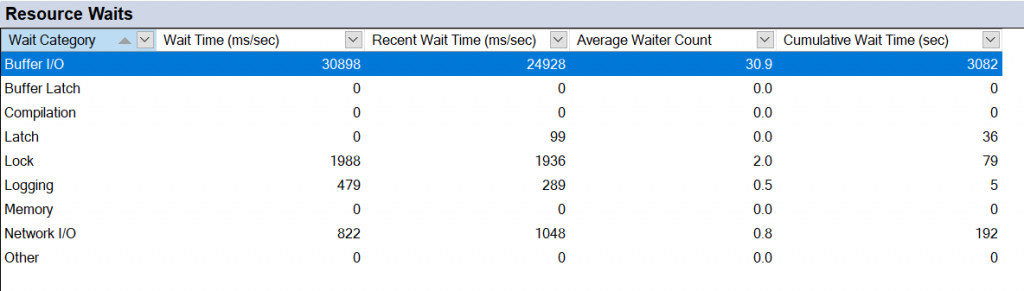 Resource Waits
Wait Category Wait Time (ms/sec) Recent Wait Time (ms/sec) Average Waiter Count Cumulative Wait Time (sec)
Buffer I/O 30898 24928 30.9 3082
Buffer Latch 0 0 0.0 0
Compilation 0 0 0.0 0
Latch 0 99 0.0 36
Lock 1988 1936 2.0 79
Logging 479 289 0.5 5
Memory 0 0 0.0 0
Network I/O 822 1048 0.8 192
Other 0 0 0.0 0